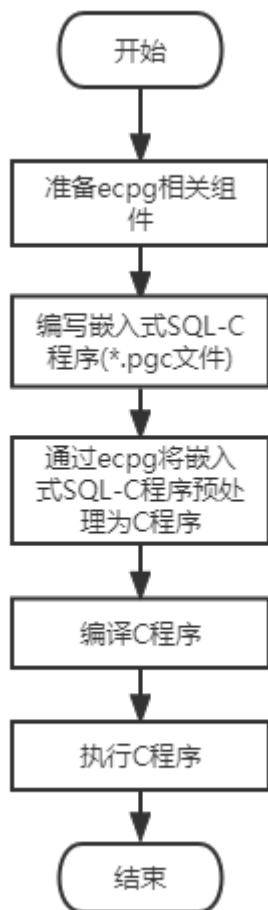 开始
准备ecpg相关组
件
编写嵌入式SQL-C
程序(*.pgc文件)
通过ecpg将嵌入
式SQL-C程序预处
理为C程序
编译C程序
执行C程序
结束